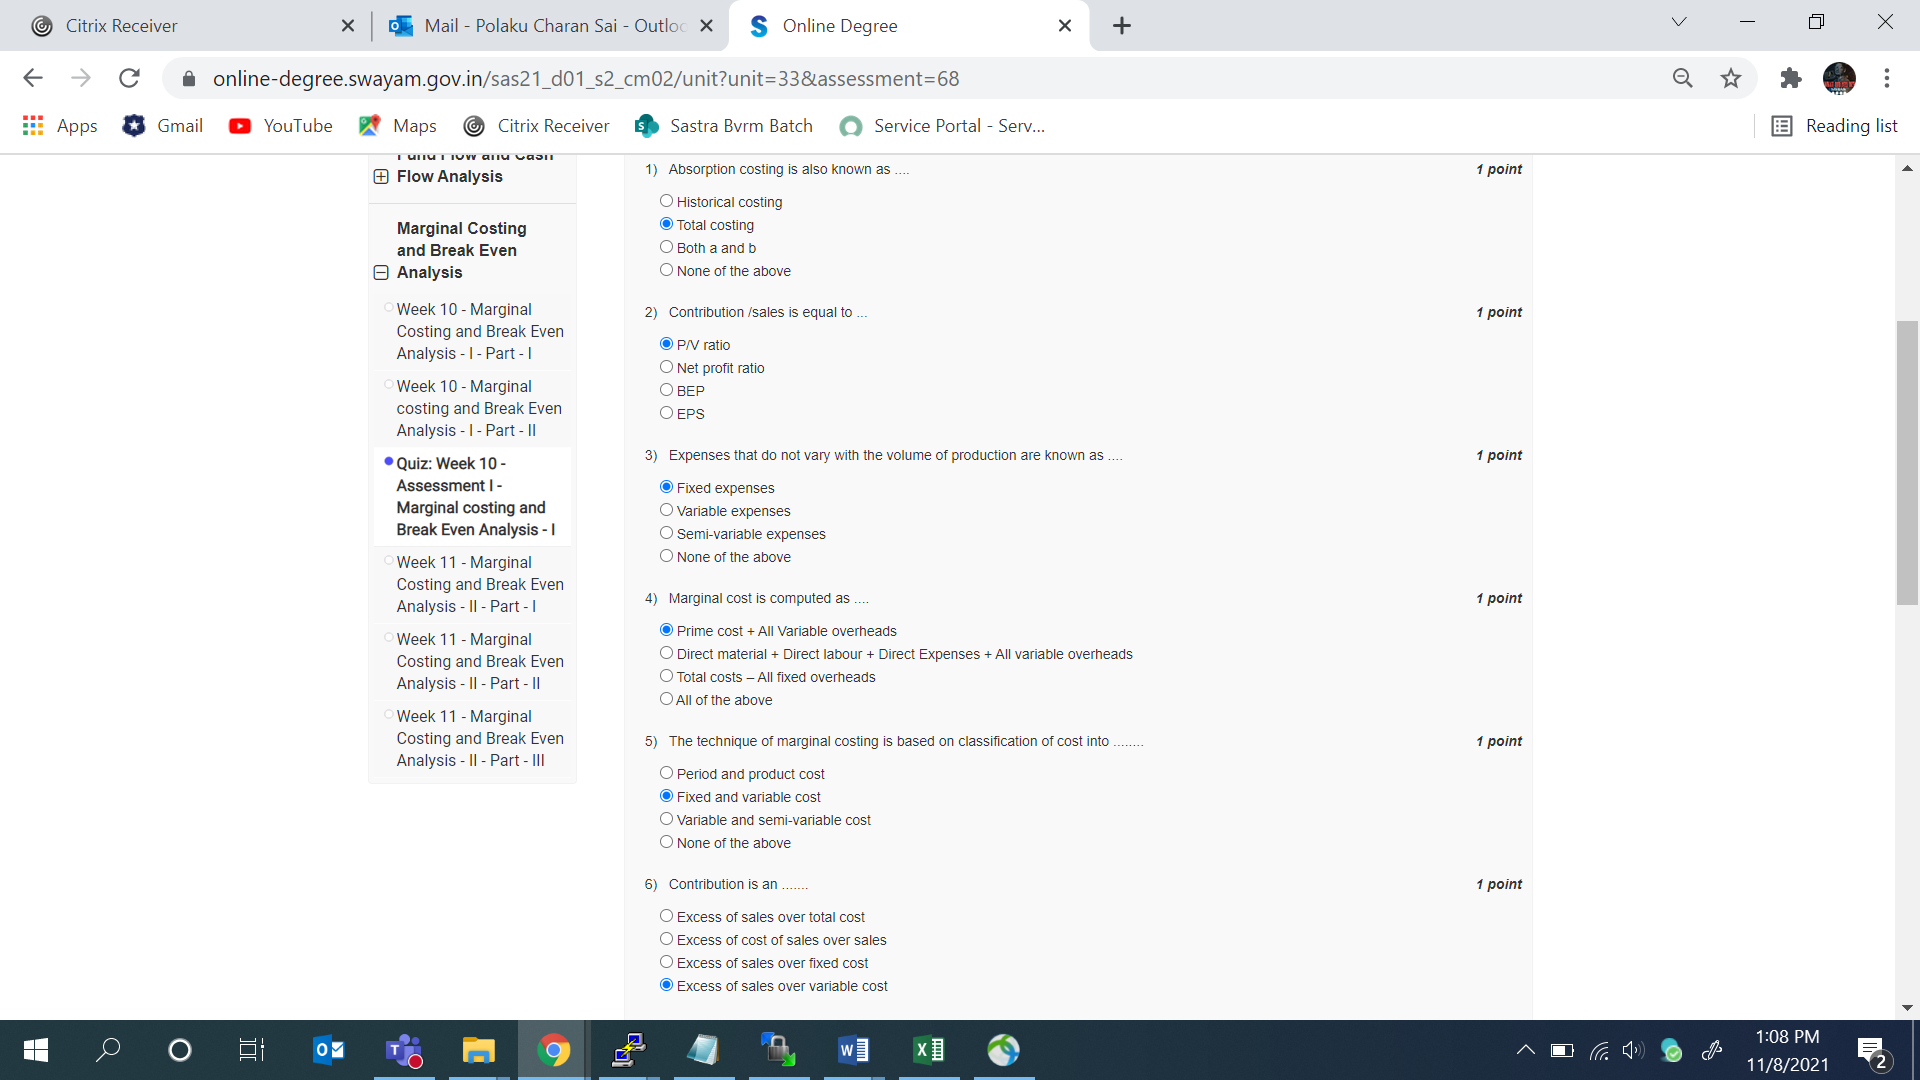 Citrix Receiver
Mail - Polaku Charan Sai - Outloo
Online Degree
online-degree.swayam.gov.in/sas21_d01_s2_cm02/unit?unit=33&assessment=68
Apps
Gmail
YouTube
Maps
Citrix Receiver
Sastra Bvrm Batch
Service Portal - Serv...
Reading list
Fund Flow and Cash
Flow Analysis
Marginal Costing
and Break Even
Analysis
Week 10 - Marginal
Costing and Break Even
Analysis - I - Part - I
Week 10 - Marginal
costing and Break Even
Analysis - I - Part - II
Quiz: Week 10 -
Assessment I -
Marginal costing and
Break Even Analysis - I
Week 11 - Marginal
Costing and Break Even
Analysis - II - Part - I
Week 11 - Marginal
Costing and Break Even
Analysis - II - Part - II
Week 11 - Marginal
Costing and Break Even
Analysis - II - Part - III
1) Absorption costing is also known as .... 1 point
Historical costing
Total costing
Both a and b
None of the above
2) Contribution /sales is equal to ... 1 point
P/V ratio
Net profit ratio
BEP
EPS
3) Expenses that do not vary with the volume of production are known as .... 1 point
Fixed expenses
Variable expenses
Semi-variable expenses
None of the above
4) Marginal cost is computed as .... 1 point
Prime cost + All Variable overheads
Direct material + Direct labour + Direct Expenses + All variable overheads
Total costs – All fixed overheads
All of the above
5) The technique of marginal costing is based on classification of cost into ........ 1 point
Period and product cost
Fixed and variable cost
Variable and semi-variable cost
None of the above
6) Contribution is an ....... 1 point
Excess of sales over total cost
Excess of cost of sales over sales
Excess of sales over fixed cost
Excess of sales over variable cost
1:08 PM
11/8/2021
2